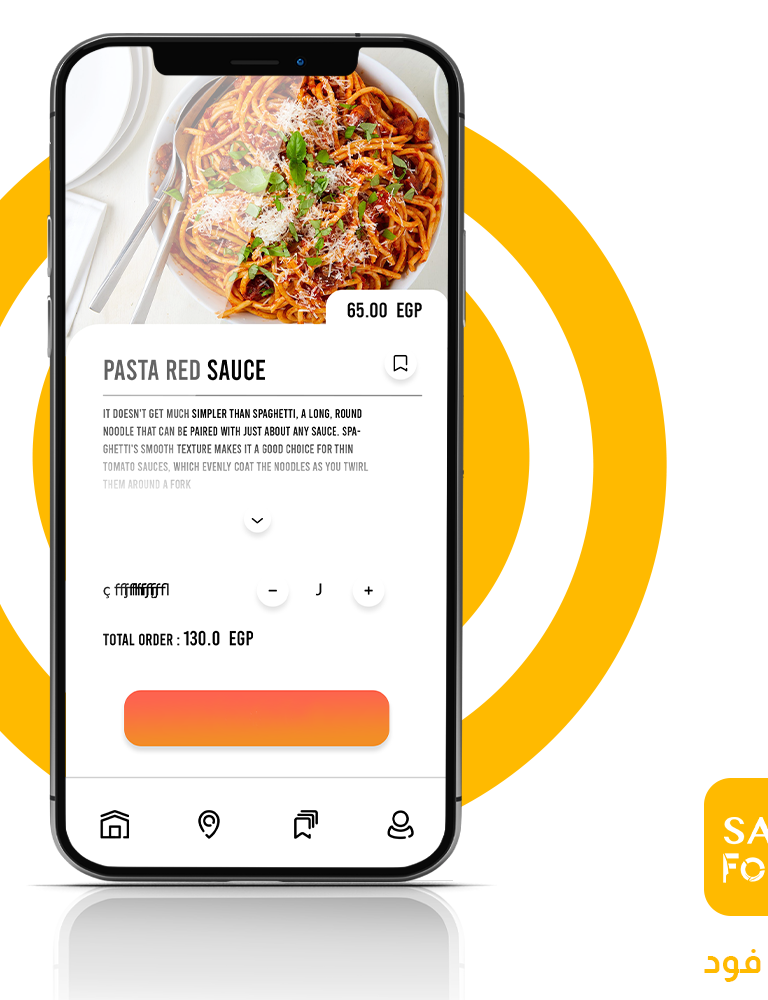 65.00 EGP
PASTA RED SAUCE
IT DOESN'T GET MUCH SIMPLER THAN SPAGHETTI, A LONG, ROUND
NOODLE THAT CAN BE PAIRED WITH JUST ABOUT ANY SAUCE. SPA-
GHETTI'S SMOOTH TEXTURE MAKES IT A GOOD CHOICE FOR THIN
TOMATO SAUCES, WHICH EVENLY COAT THE NOODLES AS YOU TWIRL
THEM AROUND A FORK
− J +
TOTAL ORDER : 130.0 EGP
SA
FO
فود